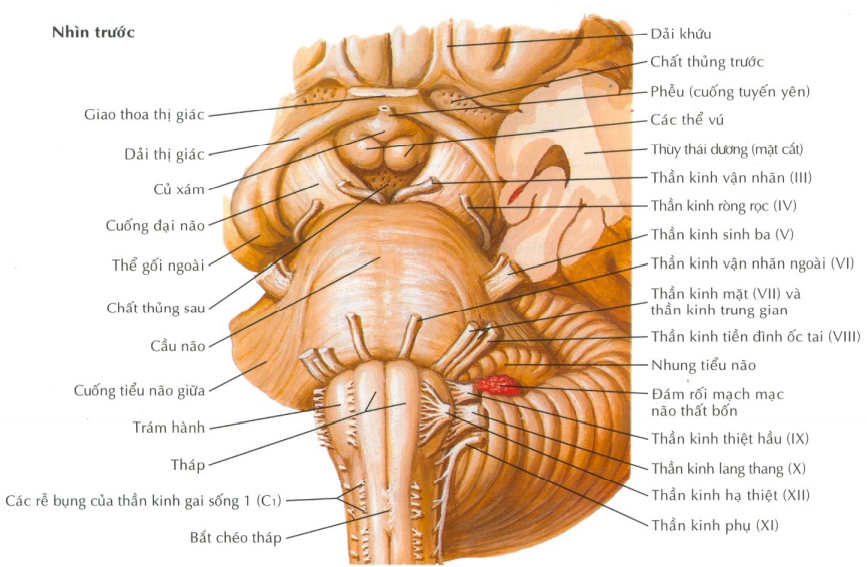 Nhìn trước
Giao thoa thị giác
Dải thị giác
Củ xám
Cuống đại não
Thể gối ngoài
Chất thủng sau
Cầu não
Cuống tiểu não giữa
Trám hành
Tháp
Các rễ bụng của thần kinh gai sống 1 (C1)
Bắt chéo tháp
Dải khứu
Chất thủng trước
Phễu (cuống tuyến yên)
Các thể vú
Thùy thái dương (mặt cắt)
Thần kinh vận nhãn (III)
Thần kinh ròng rọc (IV)
Thần kinh sinh ba (V)
Thần kinh vận nhãn ngoài (VI)
Thần kinh mặt (VII) và
thần kinh trung gian
Thần kinh tiền đình ốc tai (VIII)
Nhung tiểu não
Đám rối mạch mạc
não thất bốn
Thần kinh thiệt hầu (IX)
Thần kinh lang thang (X)
Thần kinh hạ thiệt (XII)
Thần kinh phụ (XI)